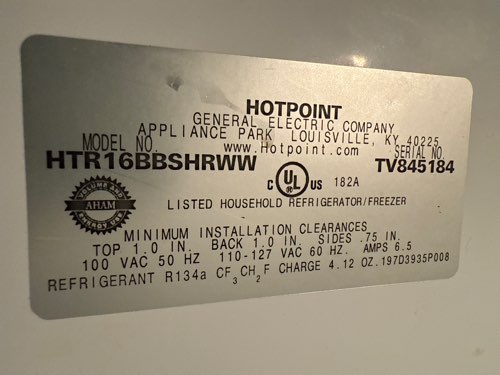 HOTPOINT
GENERAL ELECTRIC COMPANY
APPLIANCE PARK LOUISVILLE, KY 40225
MODEL NO. www.Hotpoint.com SERIAL NO.
HTR16BBSHRWW TV845184
C UL US 182A
AHAM
LISTED HOUSEHOLD REFRIGERATOR/FREEZER
MINIMUM INSTALLATION CLEARANCES
TOP 1.0 IN. BACK 1.0 IN. SIDES .75 IN.
100 VAC 50 HZ 110-127 VAC 60 HZ. AMPS 6.5
REFRIGERANT R134a CF₃CH₂F CHARGE 4.12 OZ. 197D3935P008